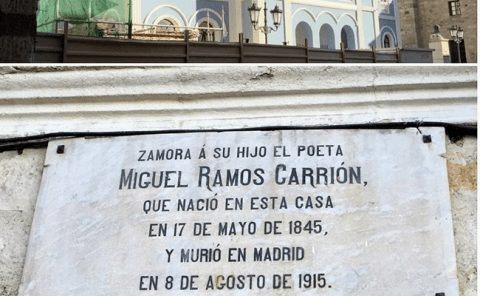 ZAMORA Á SU HIJO EL POETA
MIGUEL RAMOS CARRIÓN,
QUE NACIÓ EN ESTA CASA
EN 17 DE MAYO DE 1845,
Y MURIÓ EN MADRID
EN 8 DE AGOSTO DE 1915.